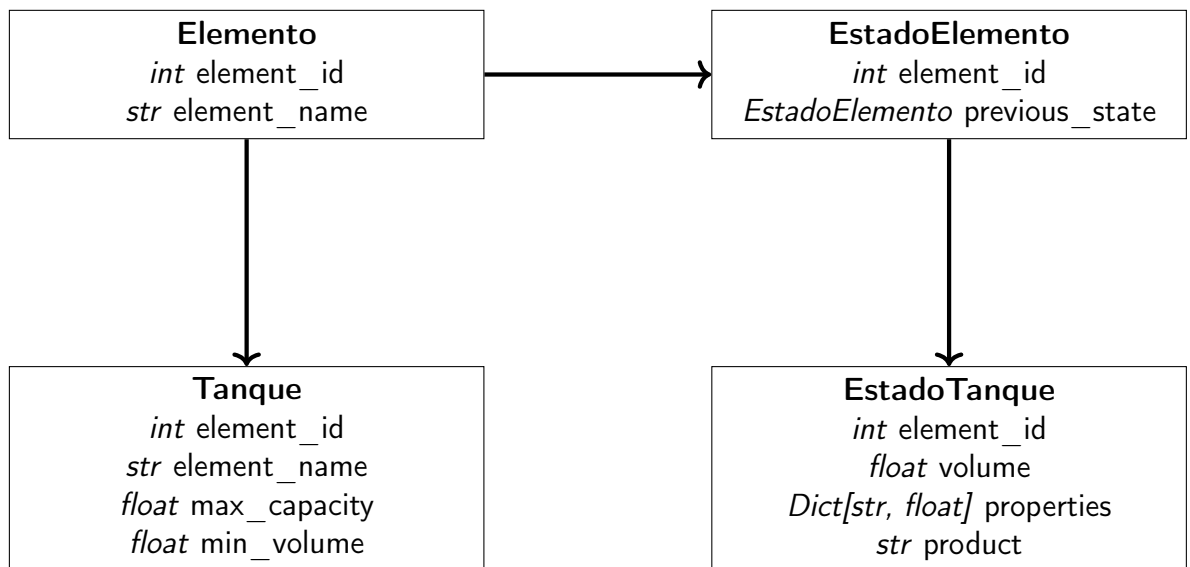 Elemento
int element_id
str element_name
EstadoElemento
int element_id
EstadoElemento previous_state
Tanque
int element_id
str element_name
float max_capacity
float min_volume
EstadoTanque
int element_id
float volume
Dict[str, float] properties
str product